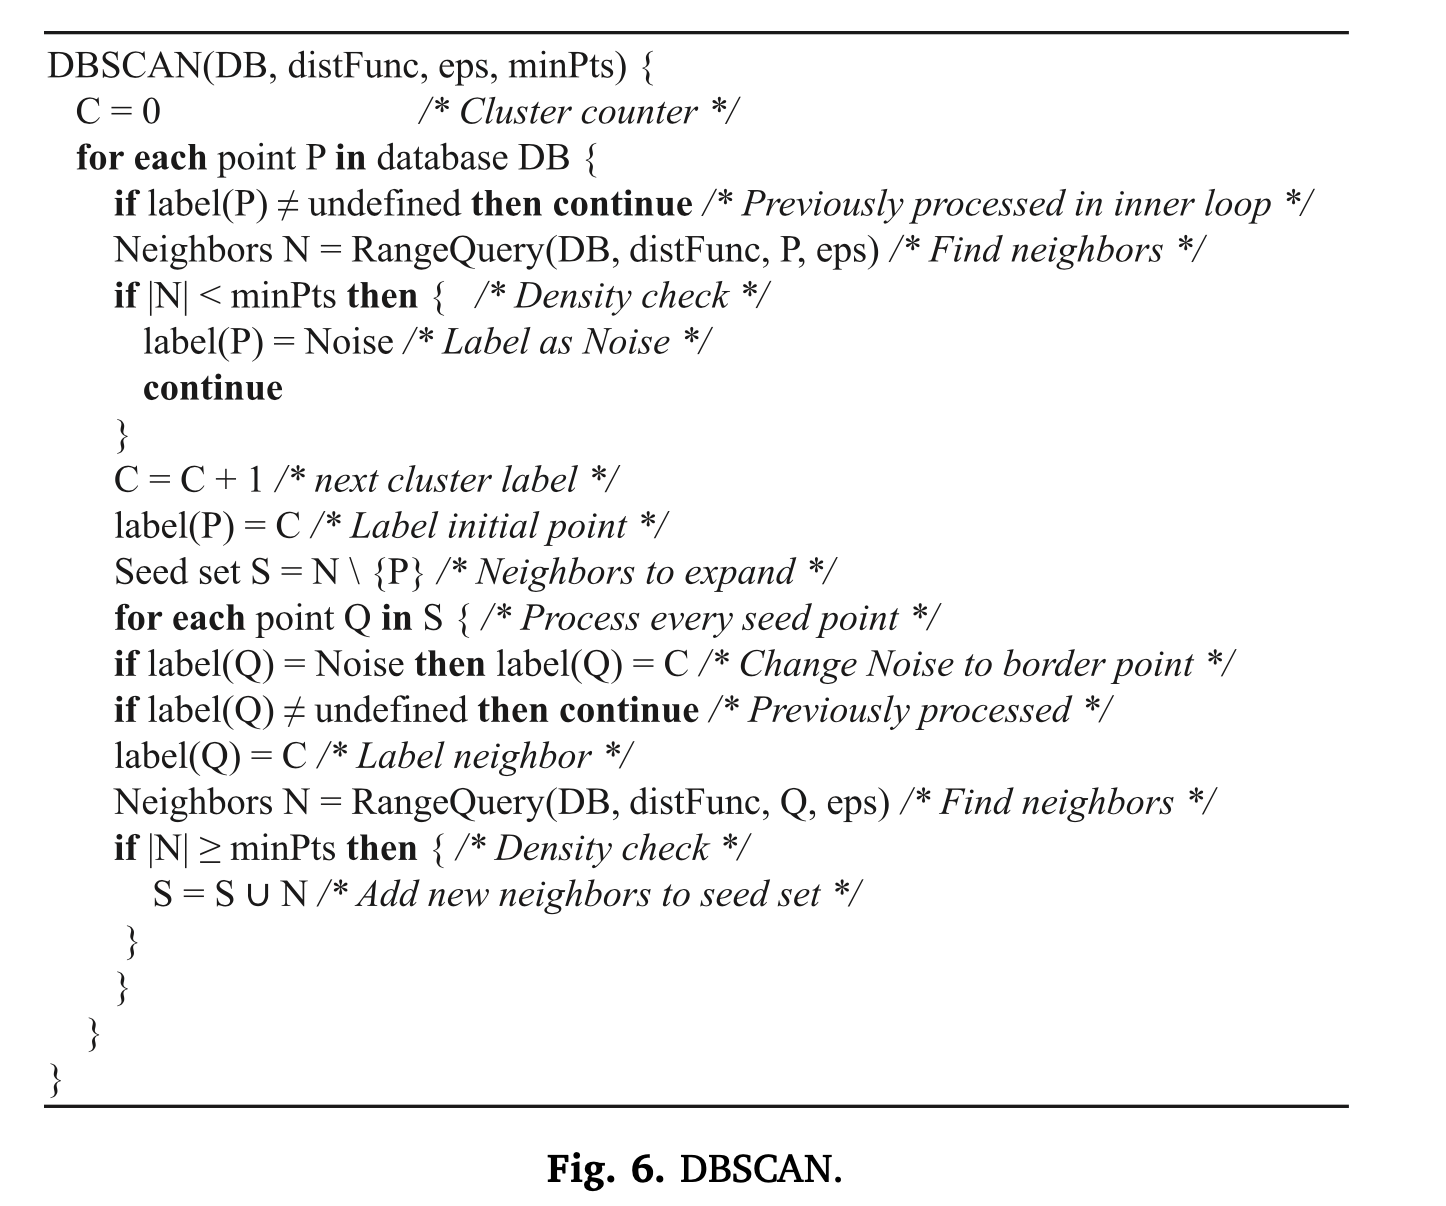 DBSCAN(DB, distFunc, eps, minPts) {
C = 0 /* Cluster counter */
for each point P in database DB {
if label(P) ≠ undefined then continue /* Previously processed in inner loop */
Neighbors N = RangeQuery(DB, distFunc, P, eps) /* Find neighbors */
if |N| < minPts then { /* Density check */
label(P) = Noise /* Label as Noise */
continue
}
C = C + 1 /* next cluster label */
label(P) = C /* Label initial point */
Seed set S = N \ {P} /* Neighbors to expand */
for each point Q in S { /* Process every seed point */
if label(Q) = Noise then label(Q) = C /* Change Noise to border point */
if label(Q) ≠ undefined then continue /* Previously processed */
label(Q) = C /* Label neighbor */
Neighbors N = RangeQuery(DB, distFunc, Q, eps) /* Find neighbors */
if |N| ≥ minPts then { /* Density check */
S = S ∪ N /* Add new neighbors to seed set */
}
}
}
}
Fig. 6. DBSCAN.